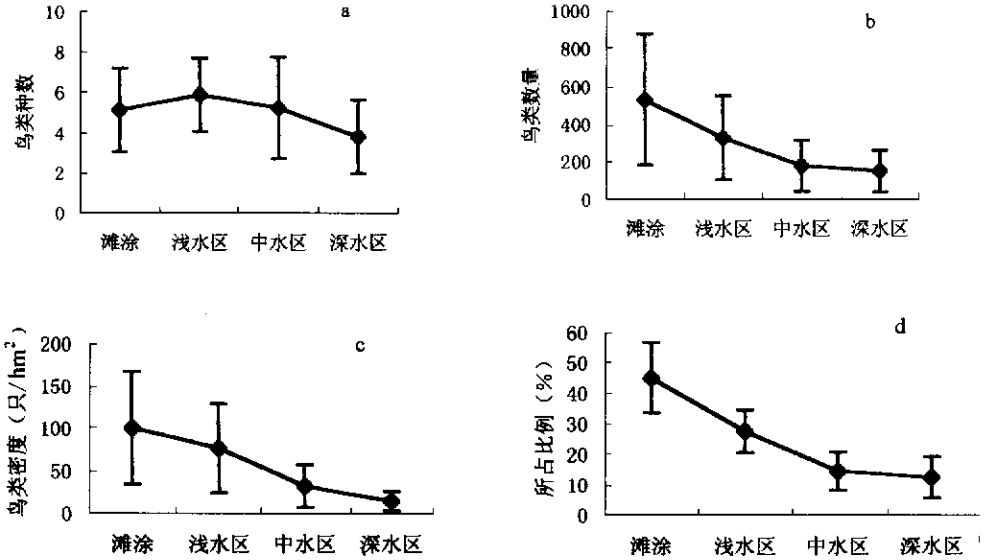 a
鸟类种数
10
8
6
4
2
0
滩涂 浅水区 中水区 深水区
b
鸟类数量
1000
800
600
400
200
0
滩涂 浅水区 中水区 深水区
c
鸟类密度（只/hm²）
200
150
100
50
0
滩涂 浅水区 中水区 深水区
d
所占比例（%）
60
50
40
30
20
10
0
滩涂 浅水区 中水区 深水区